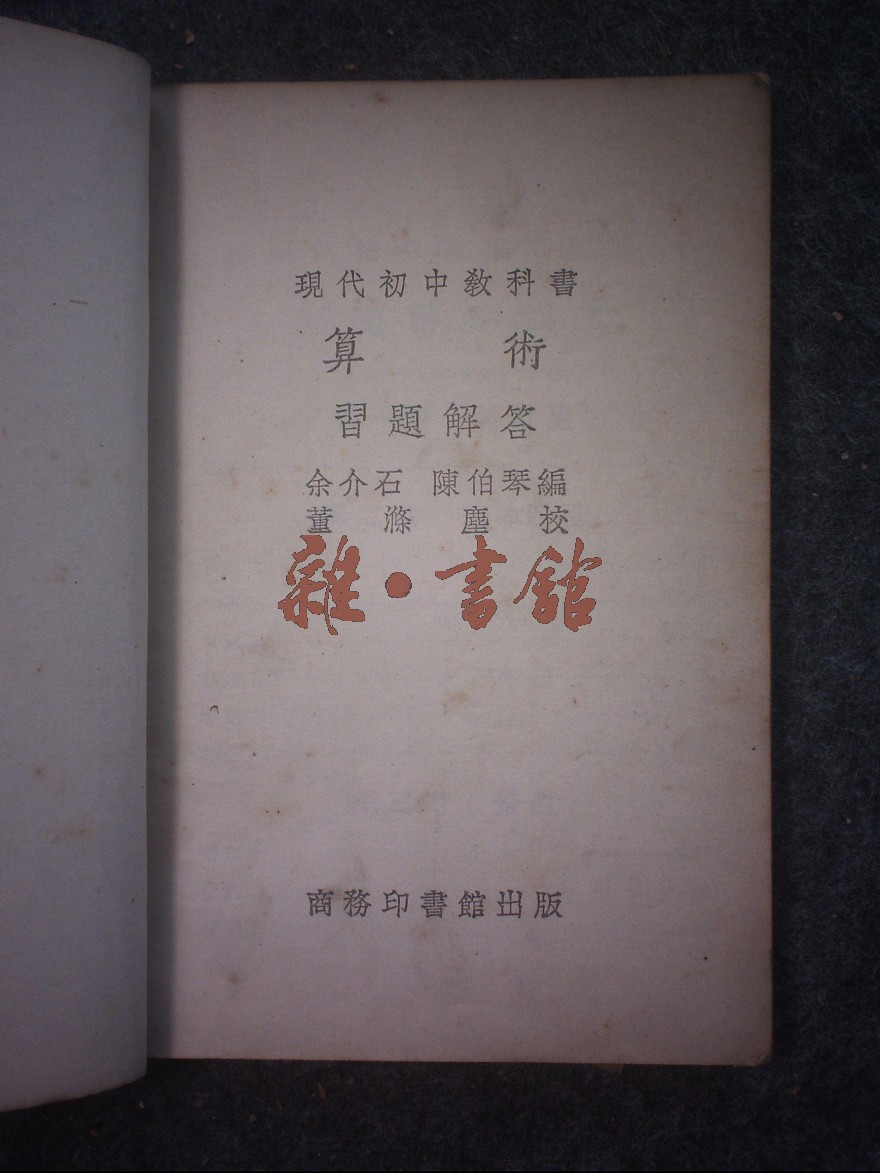 現代初中教科書
算術
習題解答
余介石 陳伯琴編
董滌塵校
雜·書館
商務印書館出版